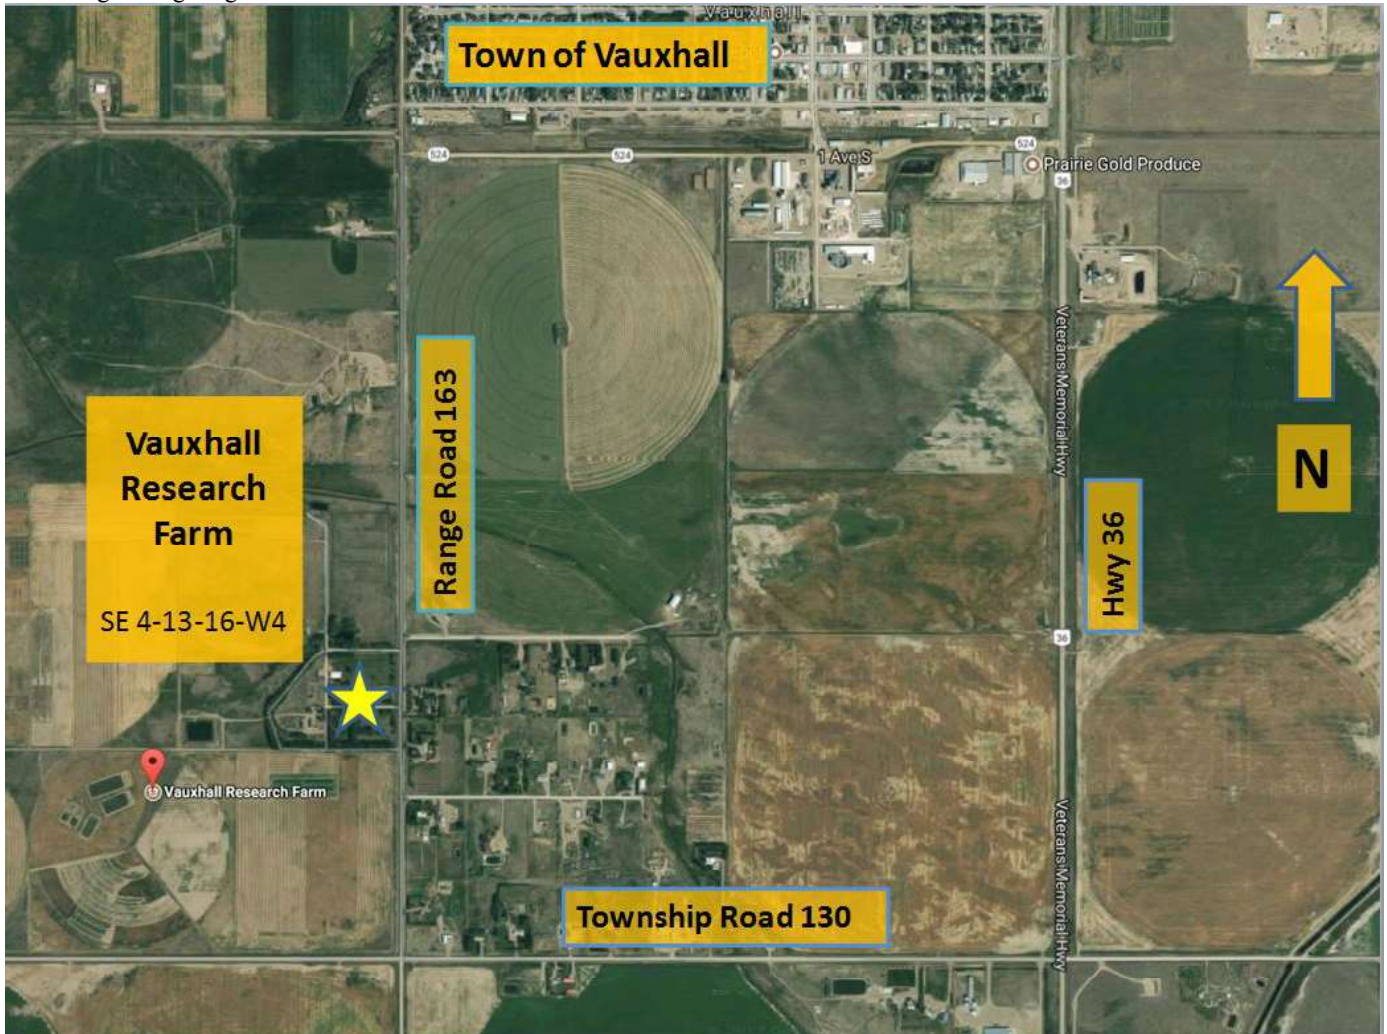 Vauxhall
Town of Vauxhall
524
524
1 Ave S
524
Prairie Gold Produce
36
Veterans Memorial Hwy
N
Vauxhall
Research
Farm
SE 4-13-16-W4
Range Road 163
Hwy 36
36
Vauxhall Research Farm
Veterans Memorial Hwy
Township Road 130